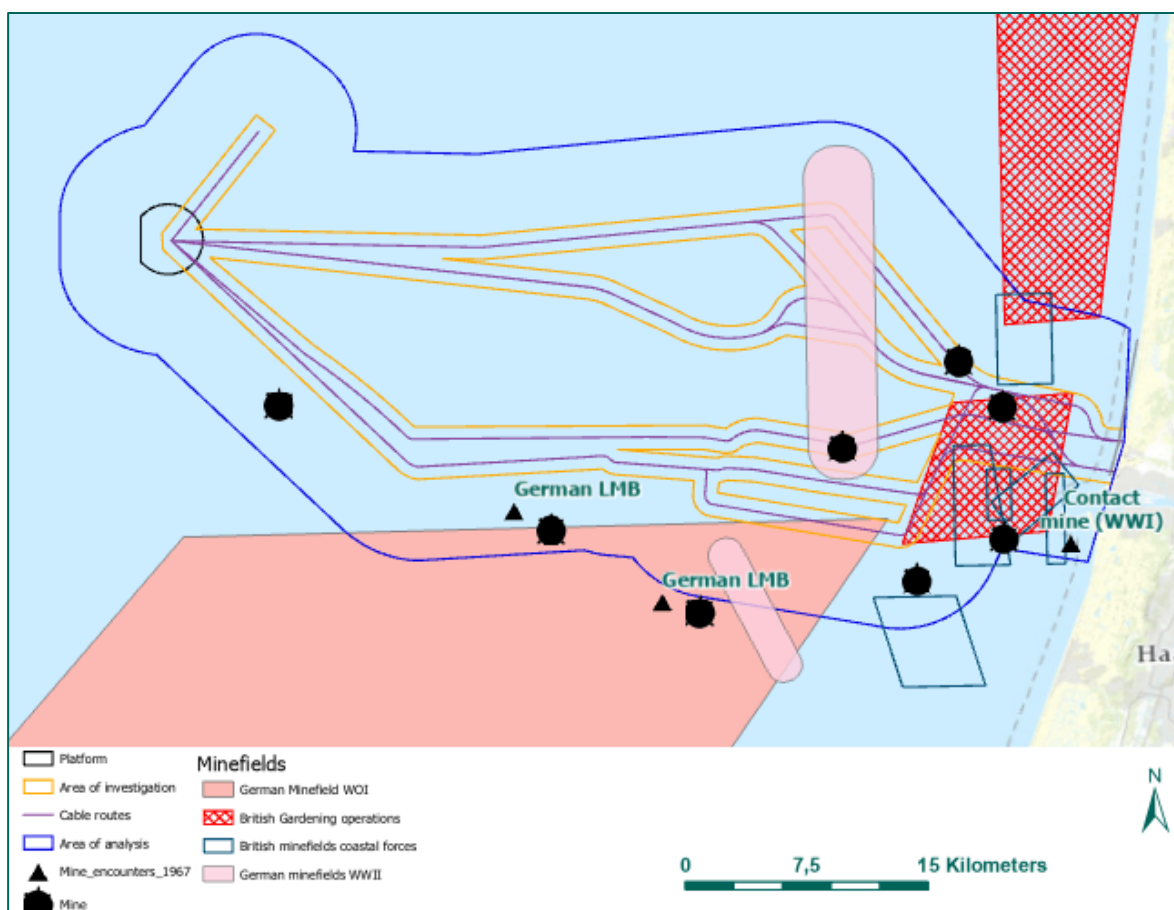 German LMB
Contact
mine (WWI)
German LMB
Ha
Platform
Area of investigation
Cable routes
Area of analysis
Mine_encounters_1967
Mine
Minefields
German Minefield WOI
British Gardening operations
British minefields coastal forces
German minefields WWII
N
0 7,5 15 Kilometers